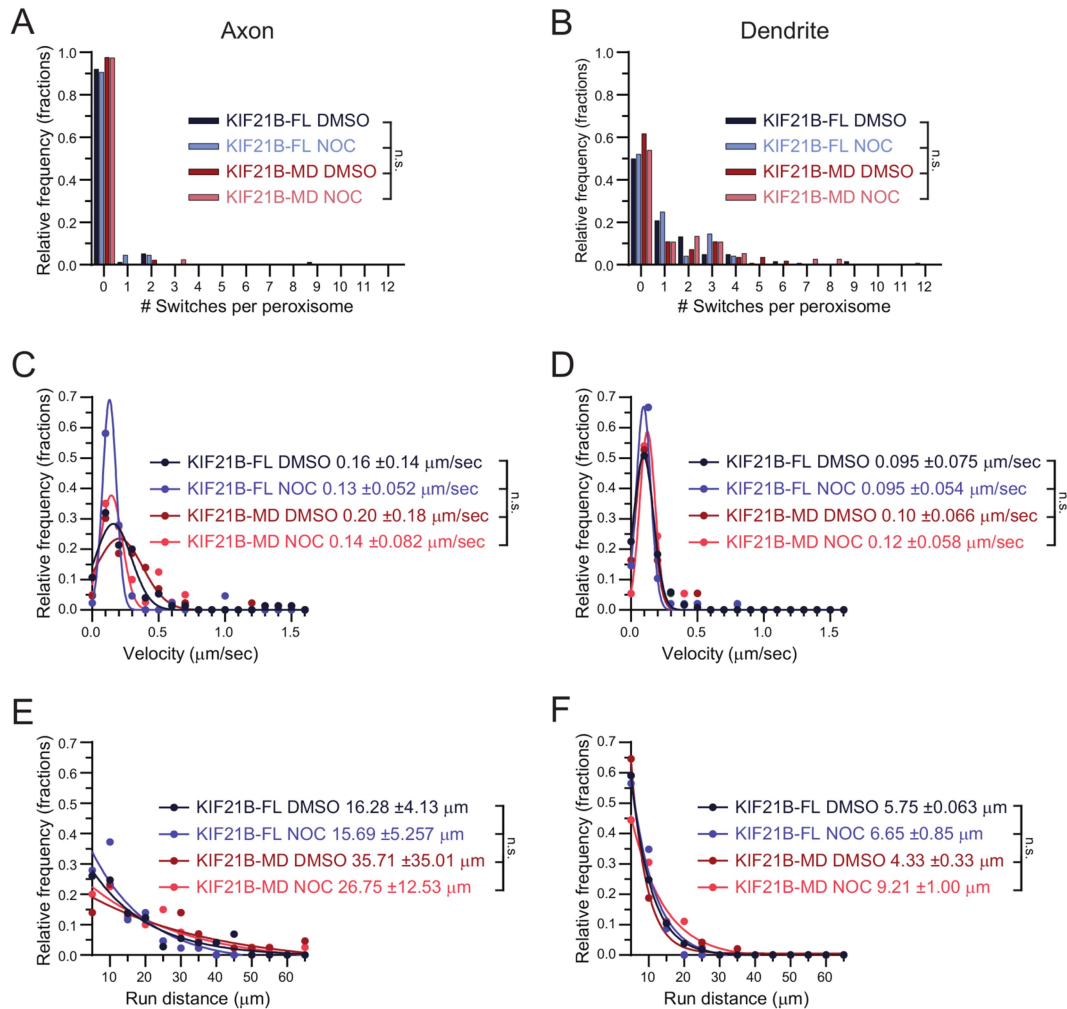 A
Axon
Relative frequency (fractions)
1.0
0.8
0.6
0.4
0.2
0.0
KIF21B-FL DMSO
KIF21B-FL NOC
KIF21B-MD DMSO
KIF21B-MD NOC
n.s.
0 1 2 3 4 5 6 7 8 9 10 11 12
# Switches per peroxisome
B
Dendrite
Relative frequency (fractions)
1.0
0.8
0.6
0.4
0.2
0.0
KIF21B-FL DMSO
KIF21B-FL NOC
KIF21B-MD DMSO
KIF21B-MD NOC
n.s.
0 1 2 3 4 5 6 7 8 9 10 11 12
# Switches per peroxisome
C
Relative frequency (fractions)
0.7
0.6
0.5
0.4
0.3
0.2
0.1
0.0
KIF21B-FL DMSO 0.16 ±0.14 μm/sec
KIF21B-FL NOC 0.13 ±0.052 μm/sec
KIF21B-MD DMSO 0.20 ±0.18 μm/sec
KIF21B-MD NOC 0.14 ±0.082 μm/sec
n.s.
0.0 0.5 1.0 1.5
Velocity (μm/sec)
D
Relative frequency (fractions)
0.7
0.6
0.5
0.4
0.3
0.2
0.1
0.0
KIF21B-FL DMSO 0.095 ±0.075 μm/sec
KIF21B-FL NOC 0.095 ±0.054 μm/sec
KIF21B-MD DMSO 0.10 ±0.066 μm/sec
KIF21B-MD NOC 0.12 ±0.058 μm/sec
n.s.
0.0 0.5 1.0 1.5
Velocity (μm/sec)
E
Relative frequency (fractions)
0.7
0.6
0.5
0.4
0.3
0.2
0.1
0.0
KIF21B-FL DMSO 16.28 ±4.13 μm
KIF21B-FL NOC 15.69 ±5.257 μm
KIF21B-MD DMSO 35.71 ±35.01 μm
KIF21B-MD NOC 26.75 ±12.53 μm
n.s.
10 20 30 40 50 60
Run distance (μm)
F
Relative frequency (fractions)
0.7
0.6
0.5
0.4
0.3
0.2
0.1
0.0
KIF21B-FL DMSO 5.75 ±0.063 μm
KIF21B-FL NOC 6.65 ±0.85 μm
KIF21B-MD DMSO 4.33 ±0.33 μm
KIF21B-MD NOC 9.21 ±1.00 μm
n.s.
10 20 30 40 50 60
Run distance (μm)